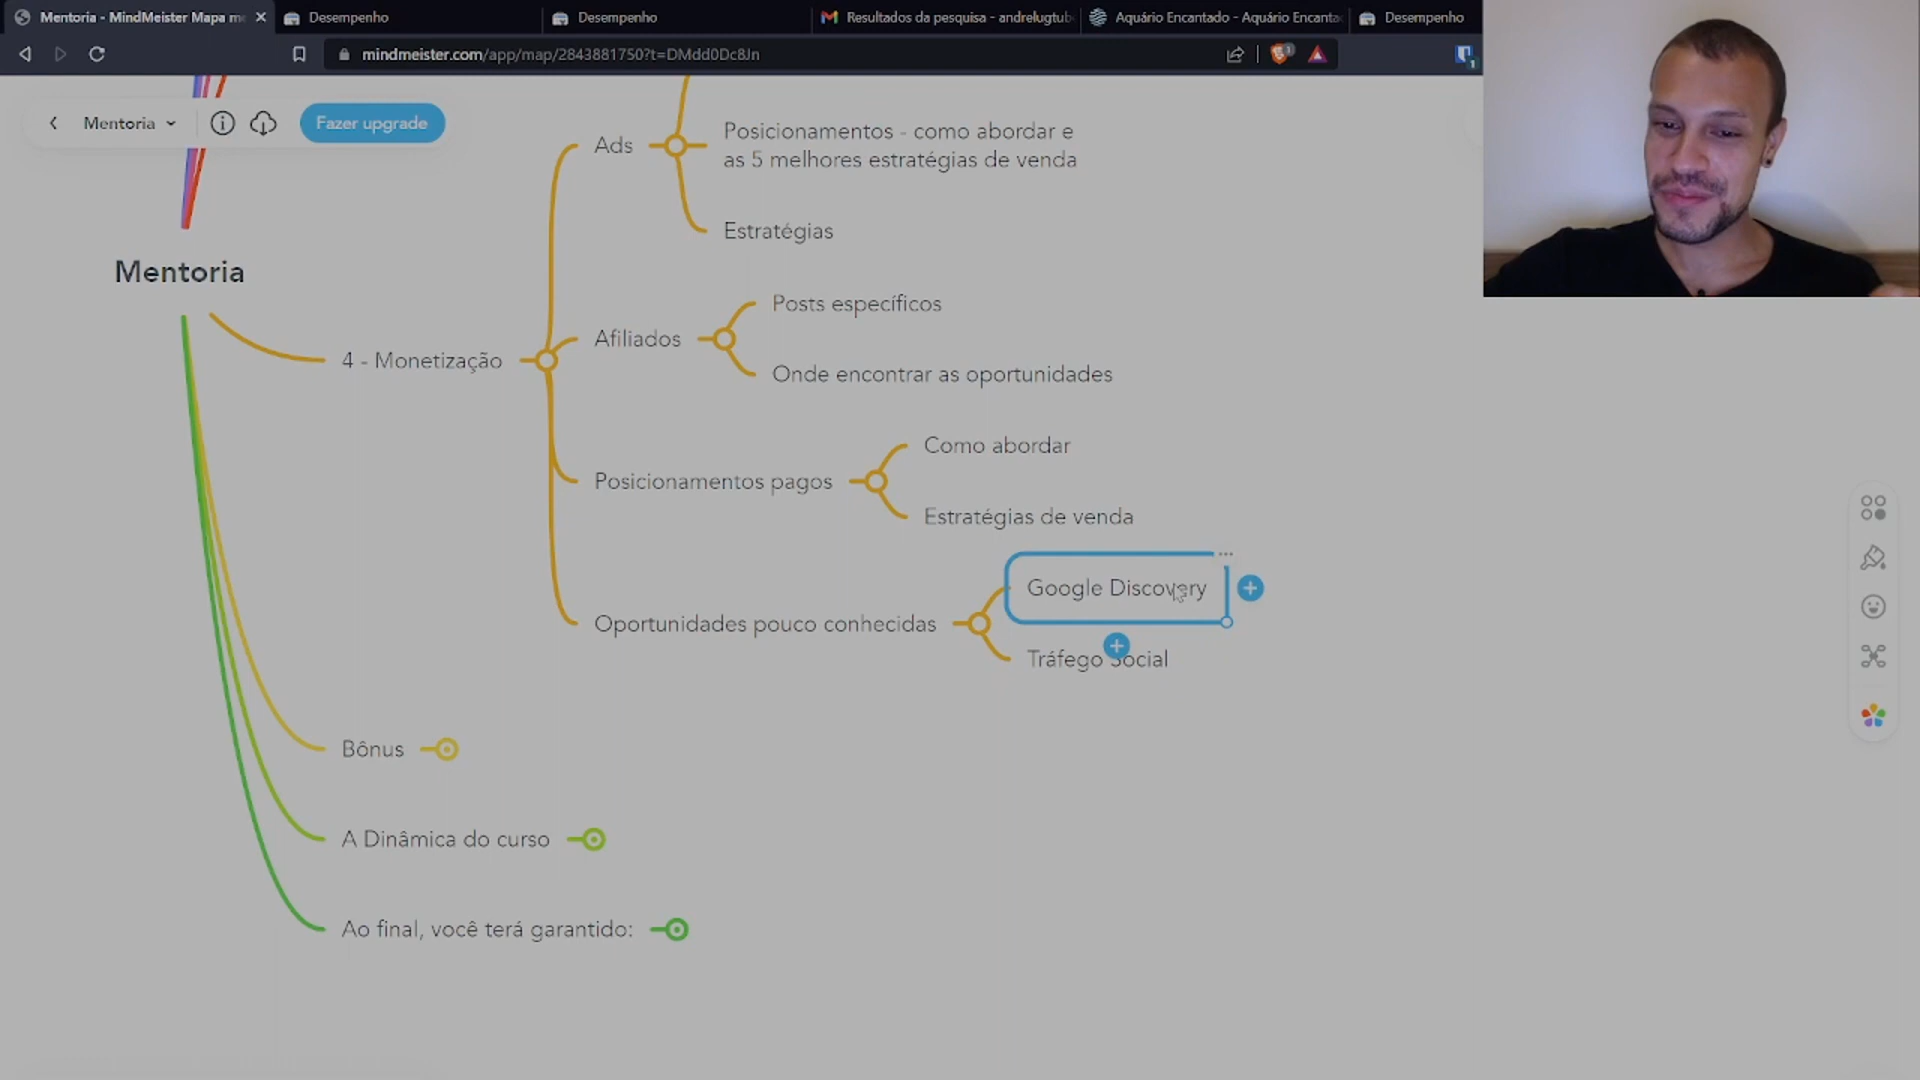 Mentoria - MindMeister Mapa me
Desempenho
Desempenho
Resultados da pesquisa - andrelugtub
Aquário Encantado - Aquário Encanta
Desempenho
mindmeister.com/app/map/2843881750?t=DMdd0Dc8Jn
Mentoria
Fazer upgrade
Ads
Posicionamentos - como abordar e
as 5 melhores estratégias de venda
Estratégias
Mentoria
4 - Monetização
Afiliados
Posts específicos
Onde encontrar as oportunidades
Posicionamentos pagos
Como abordar
Estratégias de venda
Oportunidades pouco conhecidas
Google Discovery
Tráfego Social
Bônus
A Dinâmica do curso
Ao final, você terá garantido: